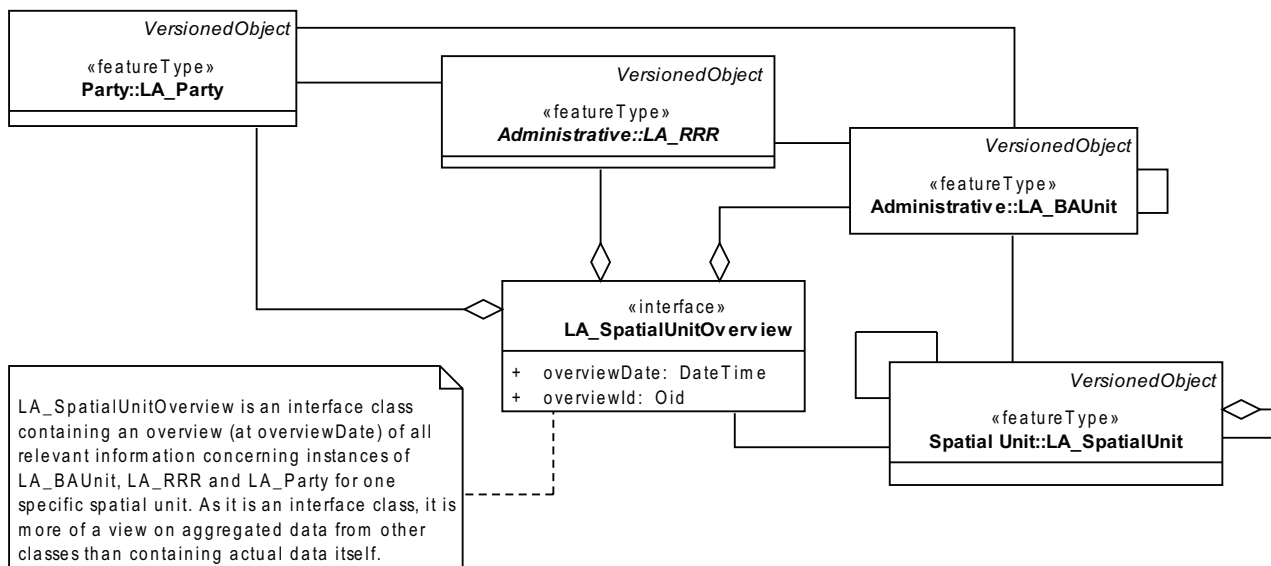 VersionedObject
«featureType»
Party::LA_Party
VersionedObject
«featureType»
Administrative::LA_RRR
VersionedObject
«featureType»
Administrative::LA_BAUnit
«interface»
LA_SpatialUnitOverview
+ overviewDate: DateTime
+ overviewId: Oid
VersionedObject
«featureType»
Spatial Unit::LA_SpatialUnit
LA_SpatialUnitOverview is an interface class
containing an overview (at overviewDate) of all
relevant information concerning instances of
LA_BAUnit, LA_RRR and LA_Party for one
specific spatial unit. As it is an interface class, it is
more of a view on aggregated data from other
classes than containing actual data itself.